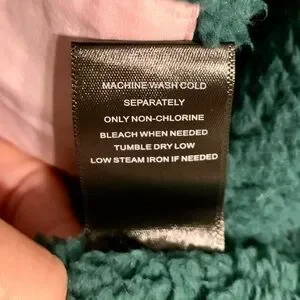 MACHINE WASH COLD
SEPARATELY
ONLY NON-CHLORINE
BLEACH WHEN NEEDED
TUMBLE DRY LOW
LOW STEAM IRON IF NEEDED